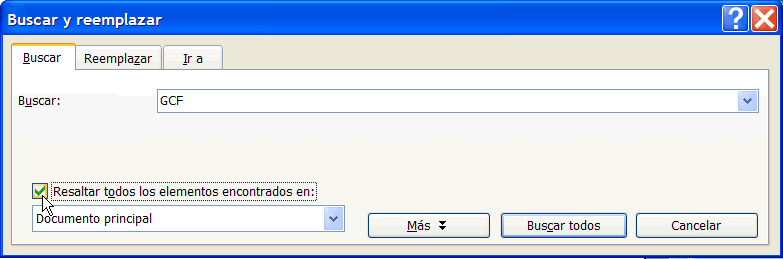 Buscar y reemplazar
?
Buscar Reemplazar Ir a
Buscar: GCF
Resaltar todos los elementos encontrados en:
Documento principal Más Buscar todos Cancelar